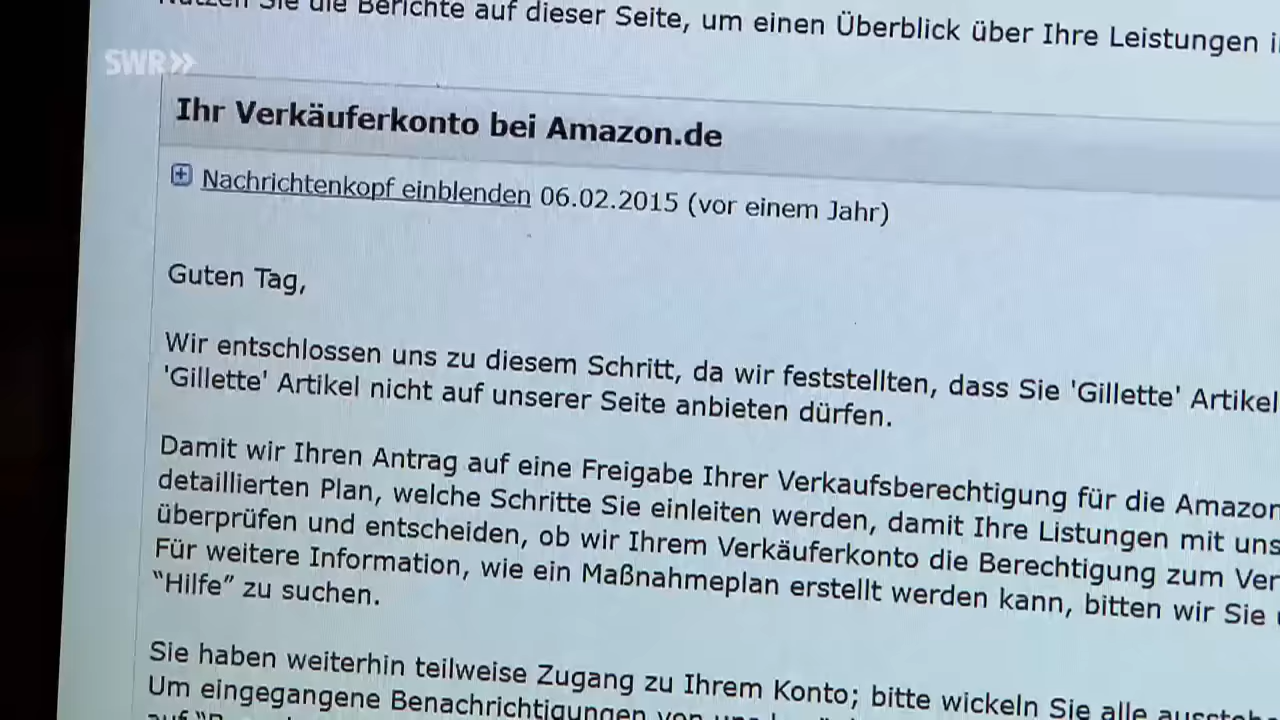 Nutzen Sie die Berichte auf dieser Seite, um einen Überblick über Ihre Leistungen
SWR»
Ihr Verkäuferkonto bei Amazon.de
Nachrichtenkopf einblenden 06.02.2015 (vor einem Jahr)
Guten Tag,
Wir entschlossen uns zu diesem Schritt, da wir feststellten, dass Sie 'Gillette' Artikel
'Gillette' Artikel nicht auf unserer Seite anbieten dürfen.
Damit wir Ihren Antrag auf eine Freigabe Ihrer Verkaufsberechtigung für die Amazon
detaillierten Plan, welche Schritte Sie einleiten werden, damit Ihre Listungen mit uns
überprüfen und entscheiden, ob wir Ihrem Verkäuferkonto die Berechtigung zum Ver
Für weitere Information, wie ein Maßnahmeplan erstellt werden kann, bitten wir Sie
“Hilfe” zu suchen.
Sie haben weiterhin teilweise Zugang zu Ihrem Konto; bitte wickeln Sie alle ausste
Um eingegangene Benachrichtigungen von uns
auf